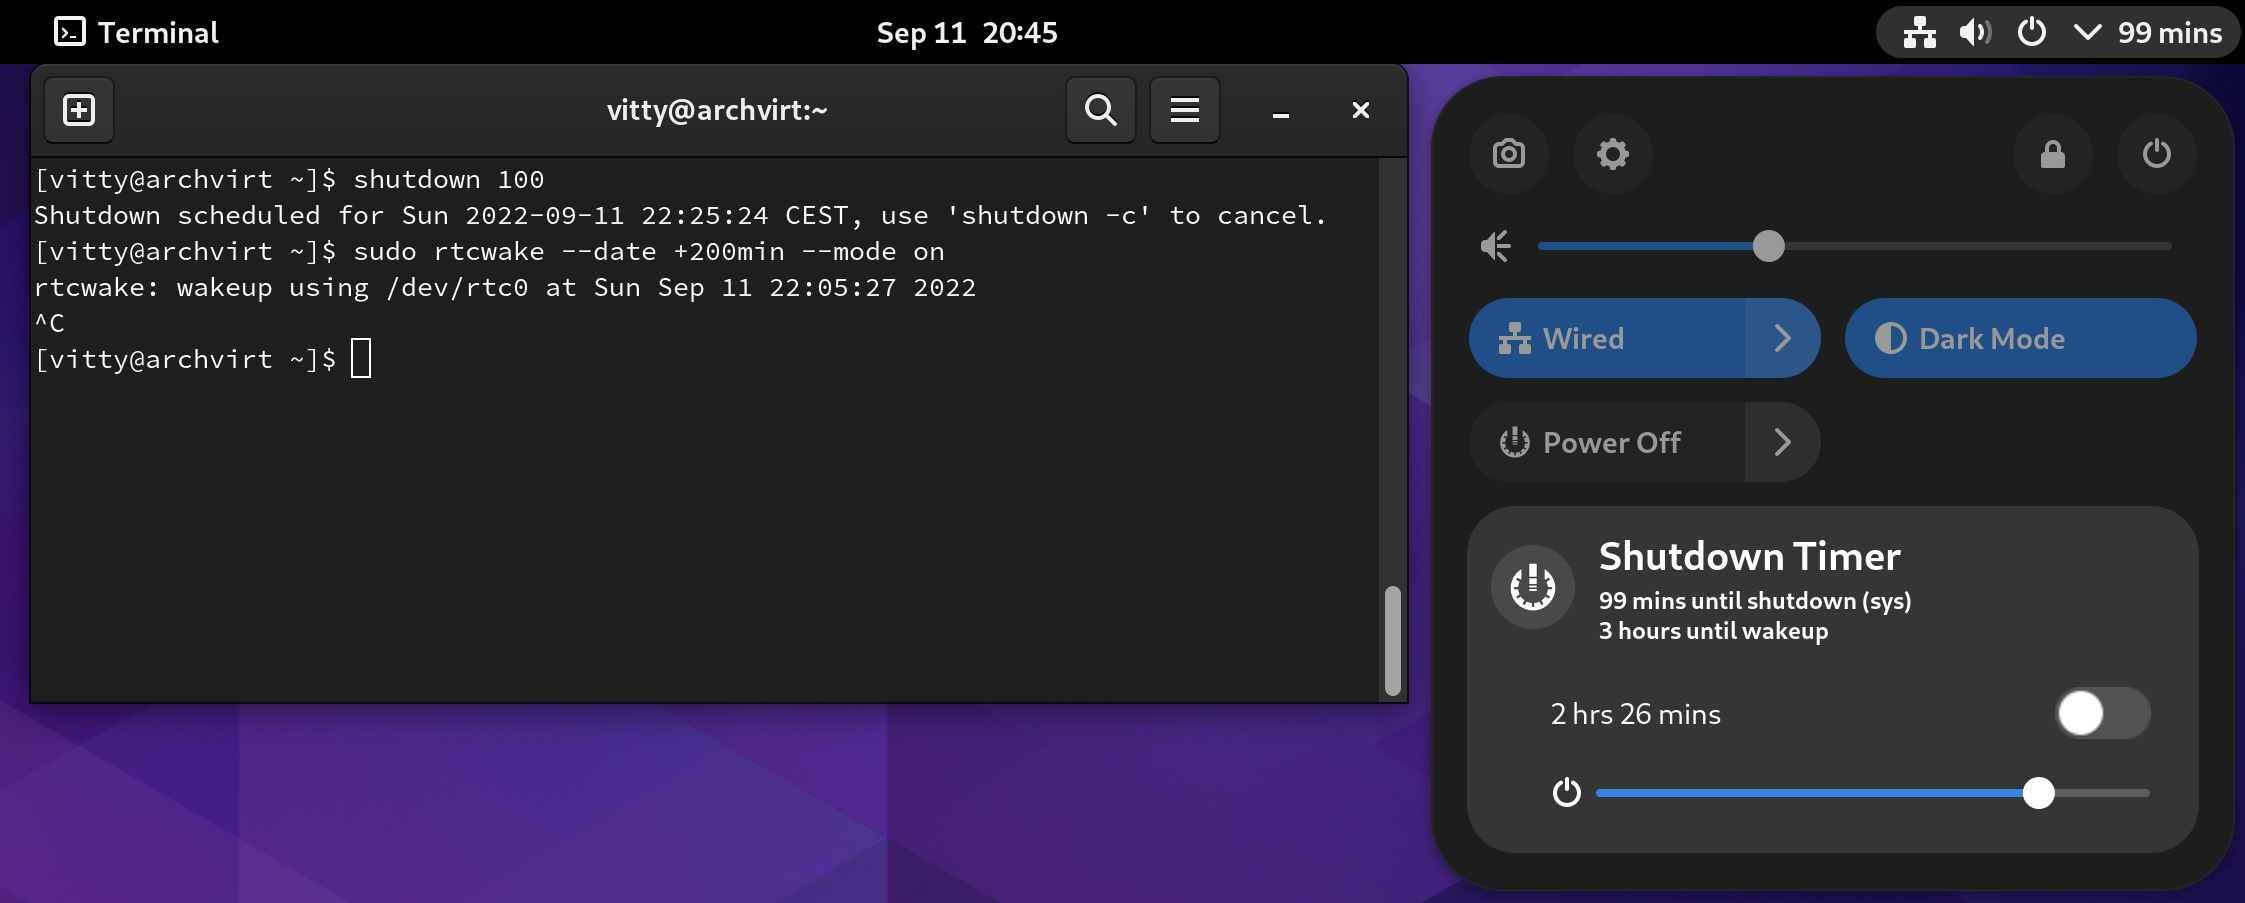 Terminal
Sep 11 20:45
99 mins
vitty@archvirt:~
[vitty@archvirt ~]$ shutdown 100
Shutdown scheduled for Sun 2022-09-11 22:25:24 CEST, use 'shutdown -c' to cancel.
[vitty@archvirt ~]$ sudo rtcwake --date +200min --mode on
rtcwake: wakeup using /dev/rtc0 at Sun Sep 11 22:05:27 2022
^C
[vitty@archvirt ~]$
Wired
Dark Mode
Power Off
Shutdown Timer
99 mins until shutdown (sys)
3 hours until wakeup
2 hrs 26 mins